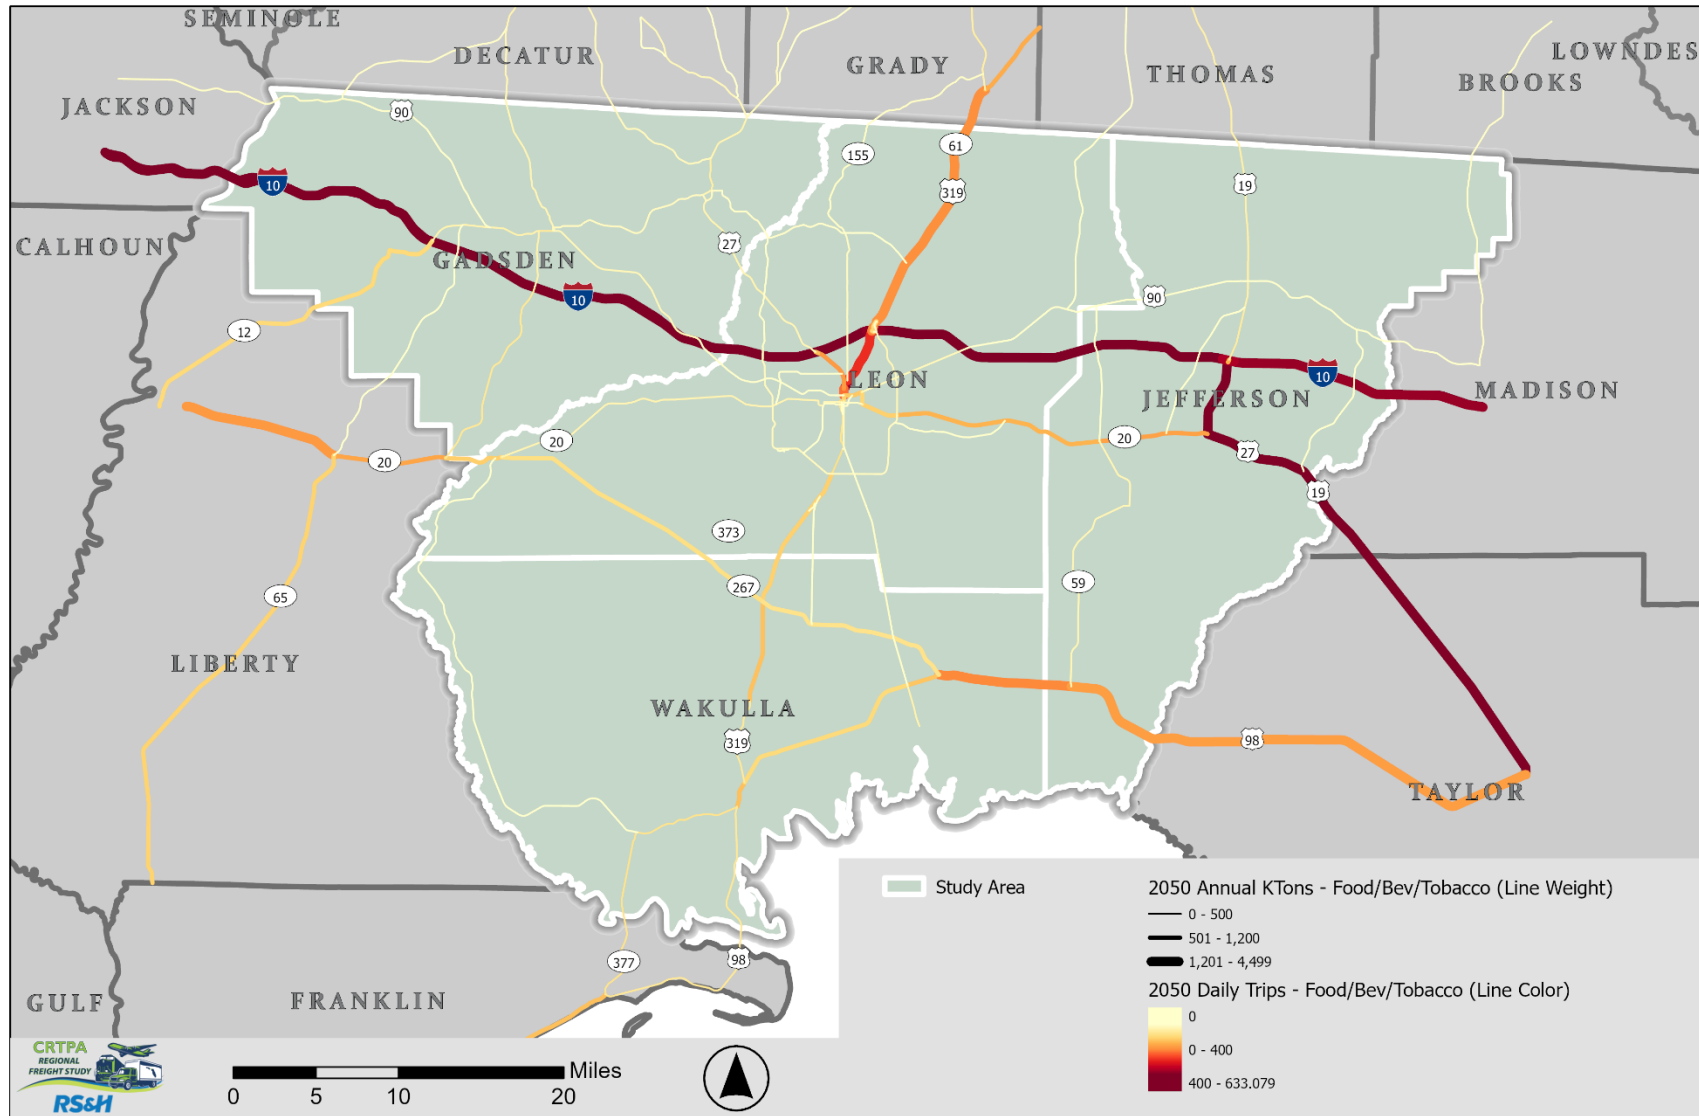 SEMINOLE
DECATUR
GRADY
THOMAS
LOWNDES
BROOKS
JACKSON
90
155
61
319
19
10
CALHOUN
27
GADSDEN
10
90
12
LEON
10
MADISON
JEFFERSON
20
20
20
27
19
373
267
59
65
LIBERTY
WAKULLA
319
98
TAYLOR
377
98
GULF
FRANKLIN
Study Area
2050 Annual KTons - Food/Bev/Tobacco (Line Weight)
0 - 500
501 - 1,200
1,201 - 4,499
2050 Daily Trips - Food/Bev/Tobacco (Line Color)
0
0 - 400
400 - 633.079
CRTPA
REGIONAL
FREIGHT STUDY
RS&H
Miles
0 5 10 20